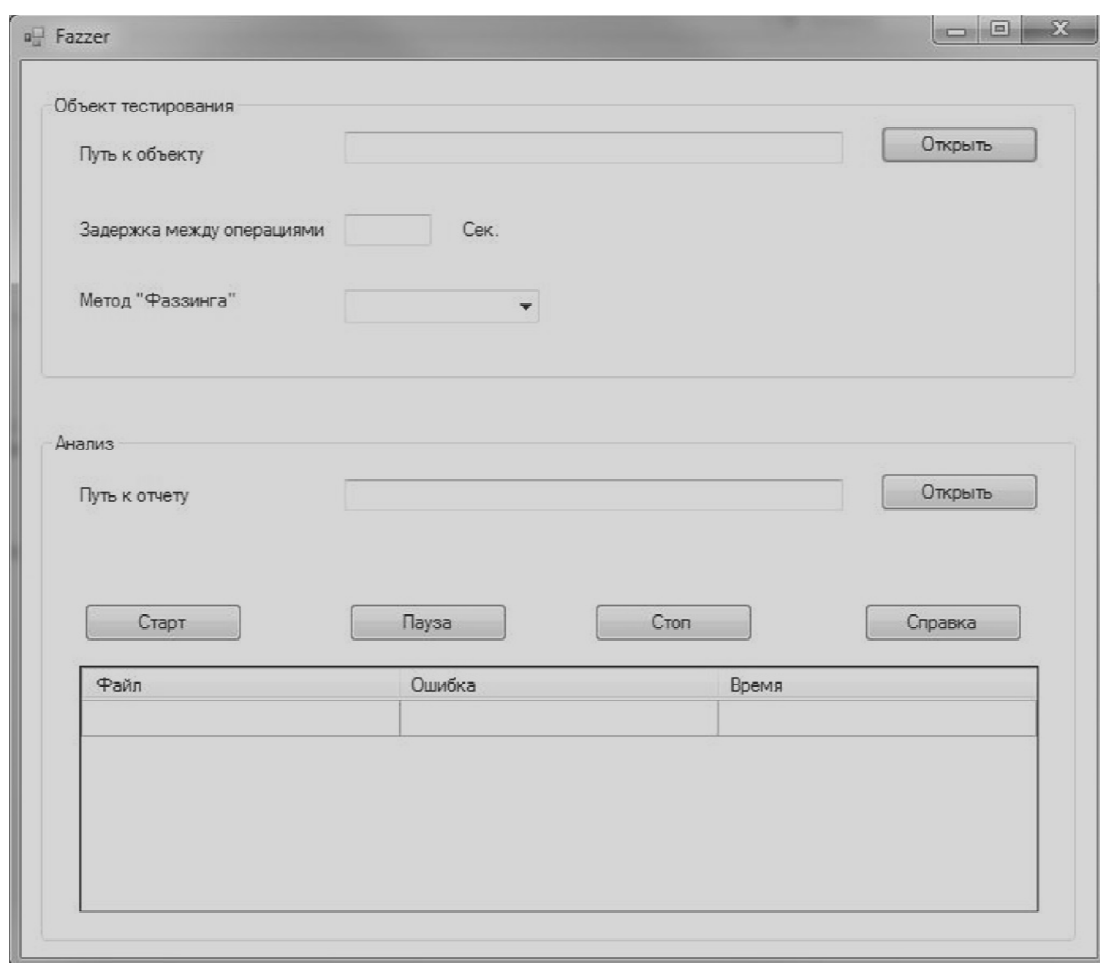 Fazzer
Объект тестирования
Путь к объекту
Открыть
Задержка между операциями
Сек.
Метод "Фаззинга"
Анализ
Путь к отчету
Открыть
Старт
Пауза
Стоп
Справка
Файл
Ошибка
Время